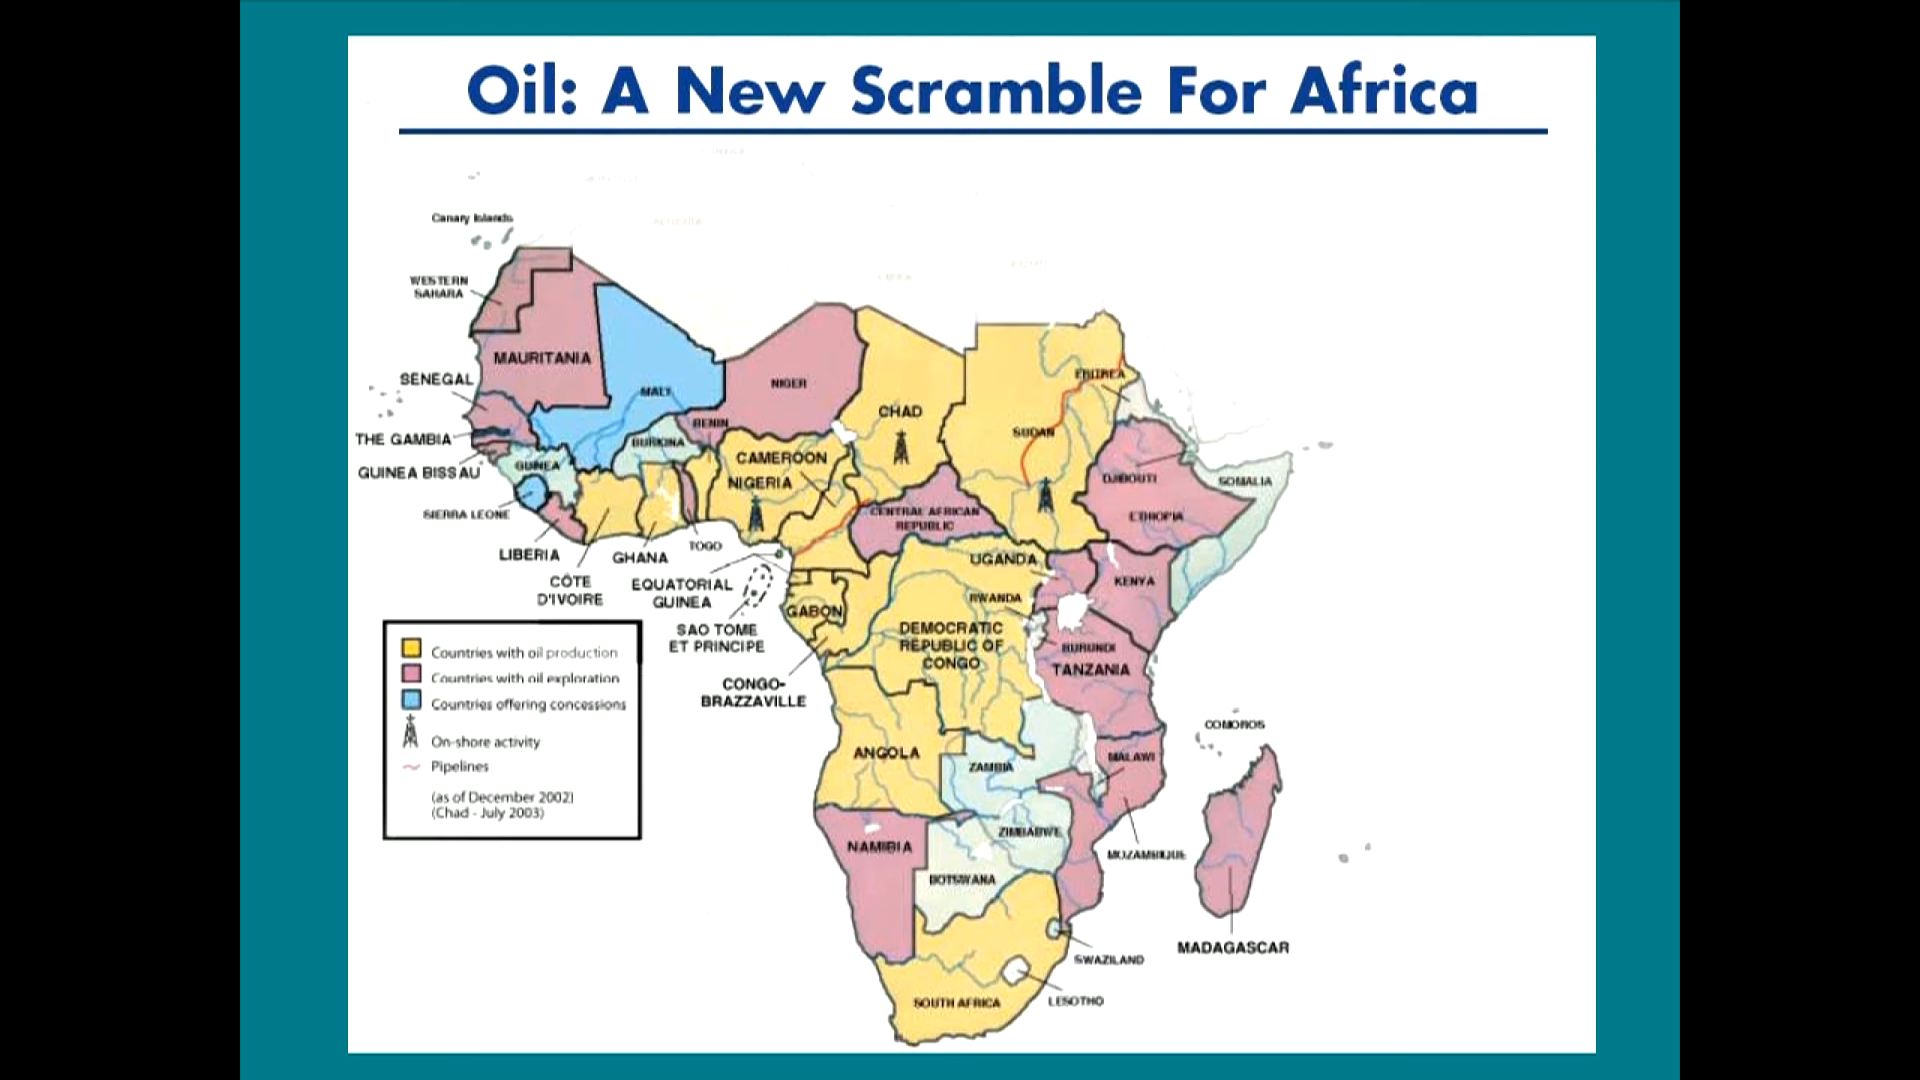 Oil: A New Scramble For Africa
Canary Islands
WESTERN
SAHARA
MAURITANIA
SENEGAL
MALI
NIGER
CHAD
ERITREA
SUDAN
THE GAMBIA
BENIN
BURKINA
CAMEROON
GUINEA BISSAU
GUINEA
NIGERIA
DJIBOUTI
SOMALIA
SIERRA LEONE
CENTRAL AFRICAN
REPUBLIC
ETHIOPIA
LIBERIA
GHANA
TOGO
UGANDA
KENYA
CÔTE
D'IVOIRE
EQUATORIAL
GUINEA
RWANDA
GABON
SAO TOME
ET PRINCIPE
DEMOCRATIC
REPUBLIC OF
CONGO
BURUNDI
TANZANIA
CONGO-
BRAZZAVILLE
COMOROS
ANGOLA
ZAMBIA
MALAWI
ZIMBABWE
NAMIBIA
MOZAMBIQUE
BOTSWANA
MADAGASCAR
SWAZILAND
SOUTH AFRICA
LESOTHO
Countries with oil production
Countries with oil exploration
Countries offering concessions
On-shore activity
Pipelines
(as of December 2002)
(Chad - July 2003)